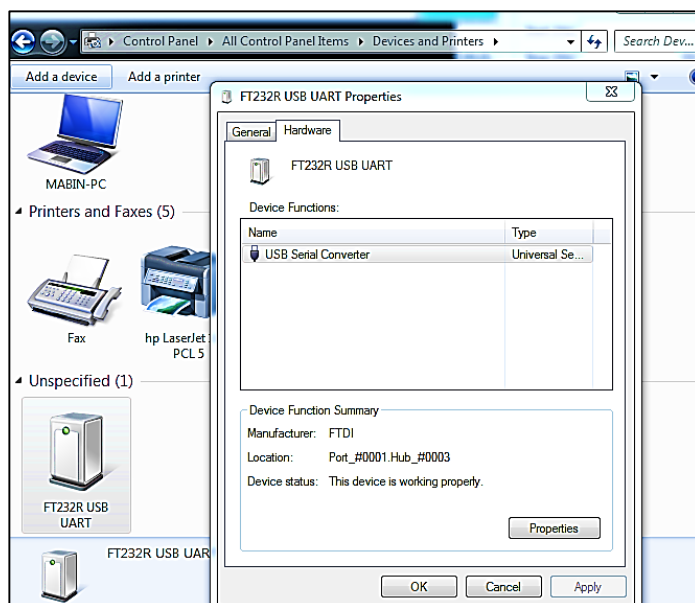 Control Panel ▸ All Control Panel Items ▸ Devices and Printers ▸
Search Dev...
Add a device
Add a printer
FT232R USB UART Properties
General
Hardware
MABIN-PC
FT232R USB UART
Device Functions:
Name
Type
USB Serial Converter
Universal Se...
Printers and Faxes (5)
Fax
hp LaserJet
PCL 5
Unspecified (1)
FT232R USB
UART
Device Function Summary
Manufacturer: FTDI
Location: Port_#0001.Hub_#0003
Device status: This device is working properly.
Properties
FT232R USB UAR
OK
Cancel
Apply